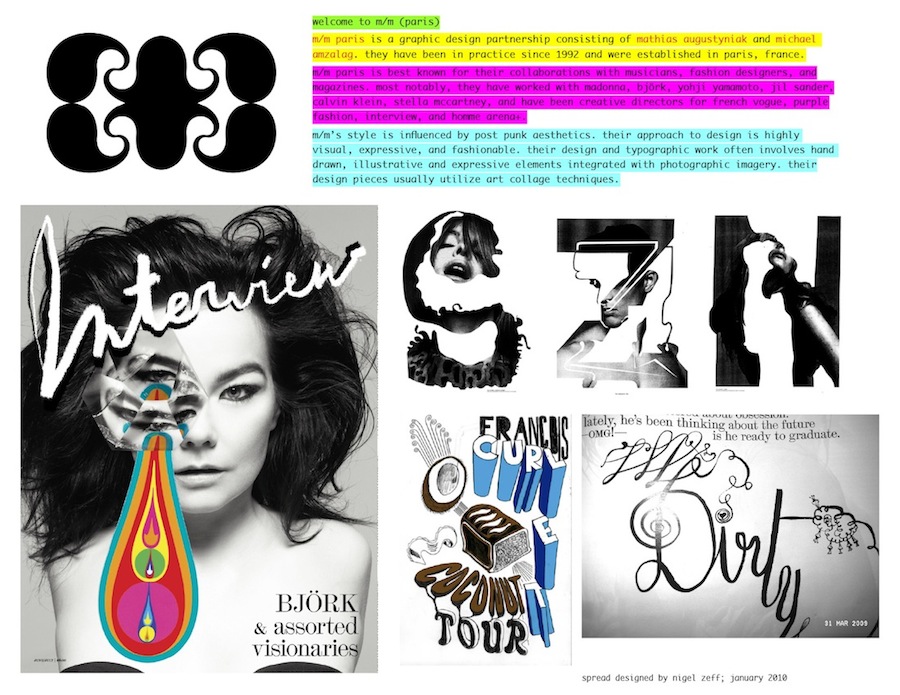 welcome to m/m (paris)
m/m paris is a graphic design partnership consisting of mathias augustyniak and michael
amzalag. they have been in practice since 1992 and were established in paris, france.
m/m paris is best known for their collaborations with musicians, fashion designers, and
magazines. most notably, they have worked with madonna, björk, yohji yamamoto, jil sander,
calvin klein, stella mccartney, and have been creative directors for french vogue, purple
fashion, interview, and homme arena+.
m/m's style is influenced by post punk aesthetics. their approach to design is highly
visual, expressive, and fashionable. their design and typographic work often involves hand
drawn, illustrative and expressive elements integrated with photographic imagery. their
design pieces usually utilize art collage techniques.
Interview
BJÖRK
& assorted
visionaries
S Z N
FRANÇOIS
CURLET
COCONUT
TOUR
about obsession.
lately, he's been thinking about the future
—OMG!— is he ready to graduate.
Dirty
31 MAR 2009
spread designed by nigel zeff; january 2010